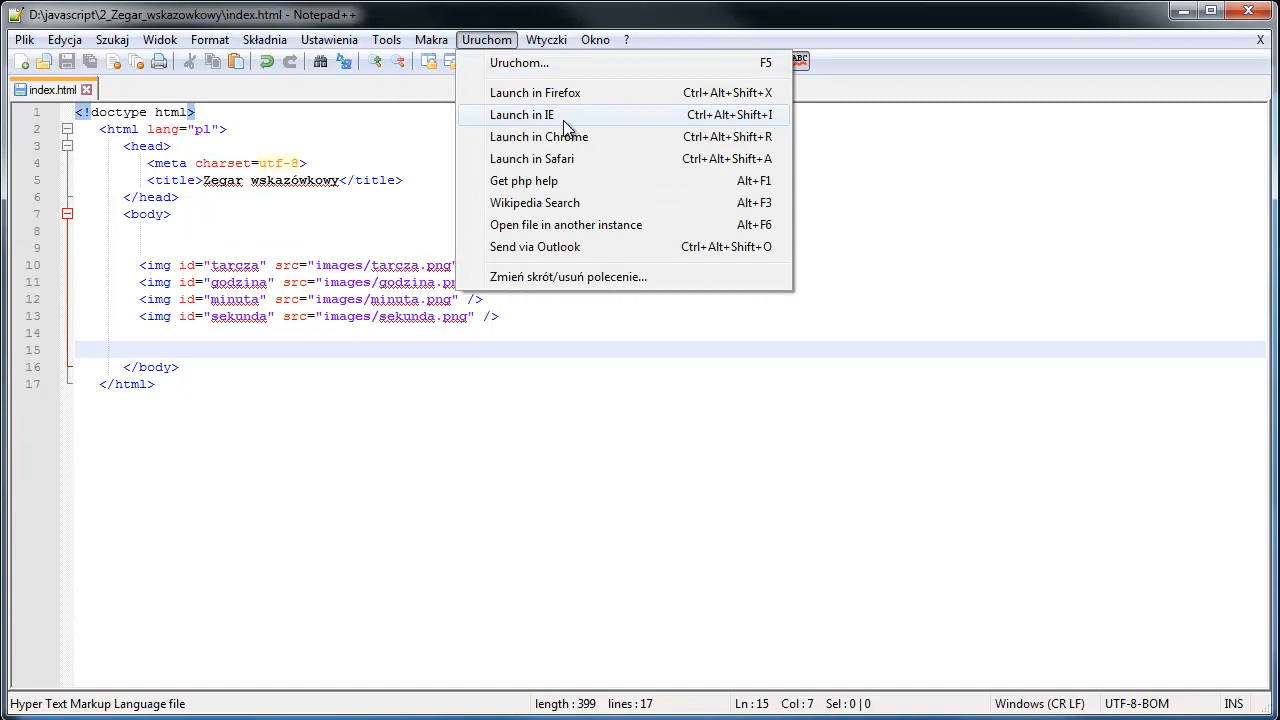 D:\javascript\2_Zegar_wskazowkowy\index.html - Notepad++
Plik Edycja Szukaj Widok Format Składnia Ustawienia Tools Makra Uruchom Wtyczki Okno ? X
ABC
index.html
Uruchom... F5
Launch in Firefox Ctrl+Alt+Shift+X
Launch in IE Ctrl+Alt+Shift+I
Launch in Chrome Ctrl+Alt+Shift+R
Launch in Safari Ctrl+Alt+Shift+A
Get php help Alt+F1
Wikipedia Search Alt+F3
Open file in another instance Alt+F6
Send via Outlook Ctrl+Alt+Shift+O
Zmień skrót/usuń polecenie...
1 <!doctype html>
2 <html lang="pl">
3 <head>
4 <meta charset=utf-8>
5 <title>Zegar wskazówkowy</title>
6 </head>
7 <body>
8
9
10 <img id="tarcza" src="images/tarcza.png"
11 <img id="godzina" src="images/godzina.pn
12 <img id="minuta" src="images/minuta.png" />
13 <img id="sekunda" src="images/sekunda.png" />
14
15
16 </body>
17 </html>
Hyper Text Markup Language file length : 399 lines : 17 Ln : 15 Col : 7 Sel : 0 | 0 Windows (CR LF) UTF-8-BOM INS